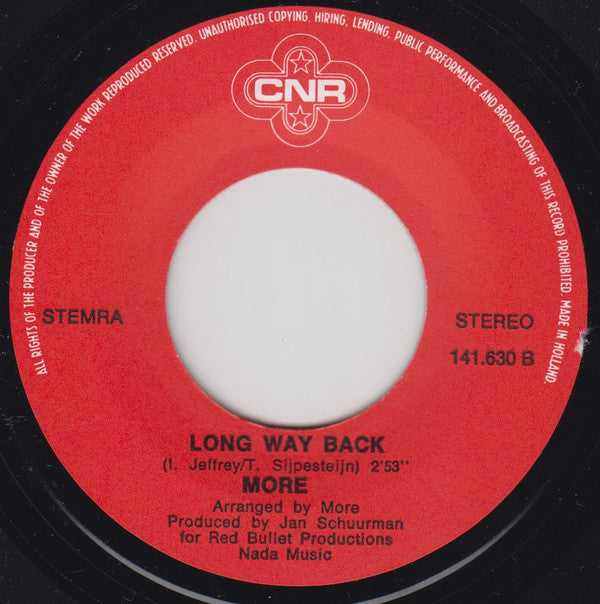 ALL RIGHTS OF THE PRODUCER AND OF THE OWNER OF THE WORK REPRODUCED RESERVED. UNAUTHORISED COPYING, HIRING, LENDING, PUBLIC PERFORMANCE AND BROADCASTING OF THIS RECORD PROHIBITED. MADE IN HOLLAND.
CNR
STEMRA
STEREO
141.630 B
LONG WAY BACK
(I. Jeffrey/T. Sijpesteijn) 2'53"
MORE
Arranged by More
Produced by Jan Schuurman
for Red Bullet Productions
Nada Music